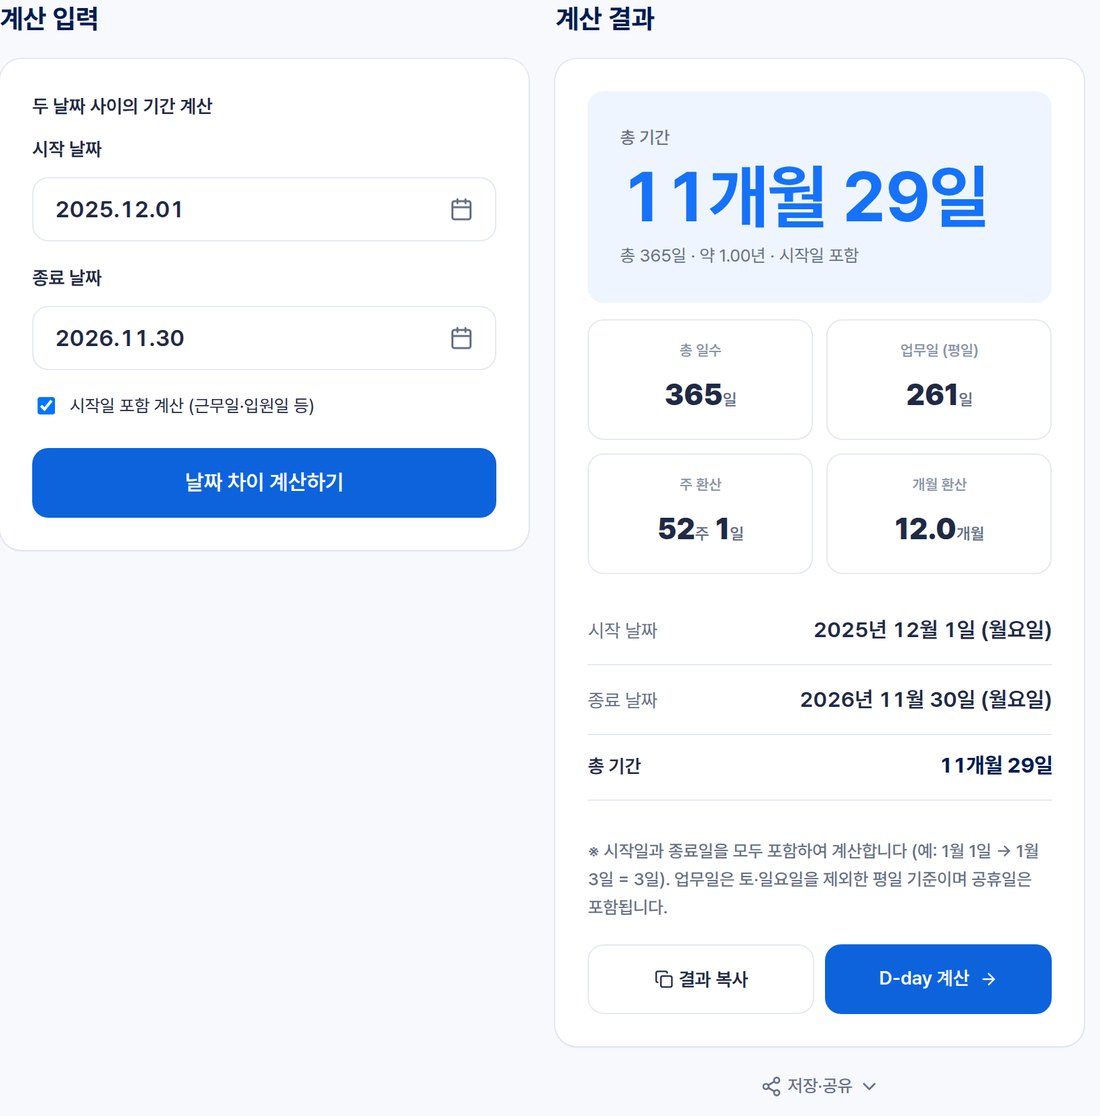 계산 입력
두 날짜 사이의 기간 계산
시작 날짜
2025.12.01
종료 날짜
2026.11.30
시작일 포함 계산 (근무일·입원일 등)
날짜 차이 계산하기
계산 결과
총 기간
11개월 29일
총 365일 · 약 1.00년 · 시작일 포함
총 일수
365일
업무일 (평일)
261일
주 환산
52주 1일
개월 환산
12.0개월
시작 날짜 2025년 12월 1일 (월요일)
종료 날짜 2026년 11월 30일 (월요일)
총 기간 11개월 29일
※ 시작일과 종료일을 모두 포함하여 계산합니다 (예: 1월 1일 → 1월
3일 = 3일). 업무일은 토·일요일을 제외한 평일 기준이며 공휴일은
포함됩니다.
결과 복사
D-day 계산 →
저장·공유